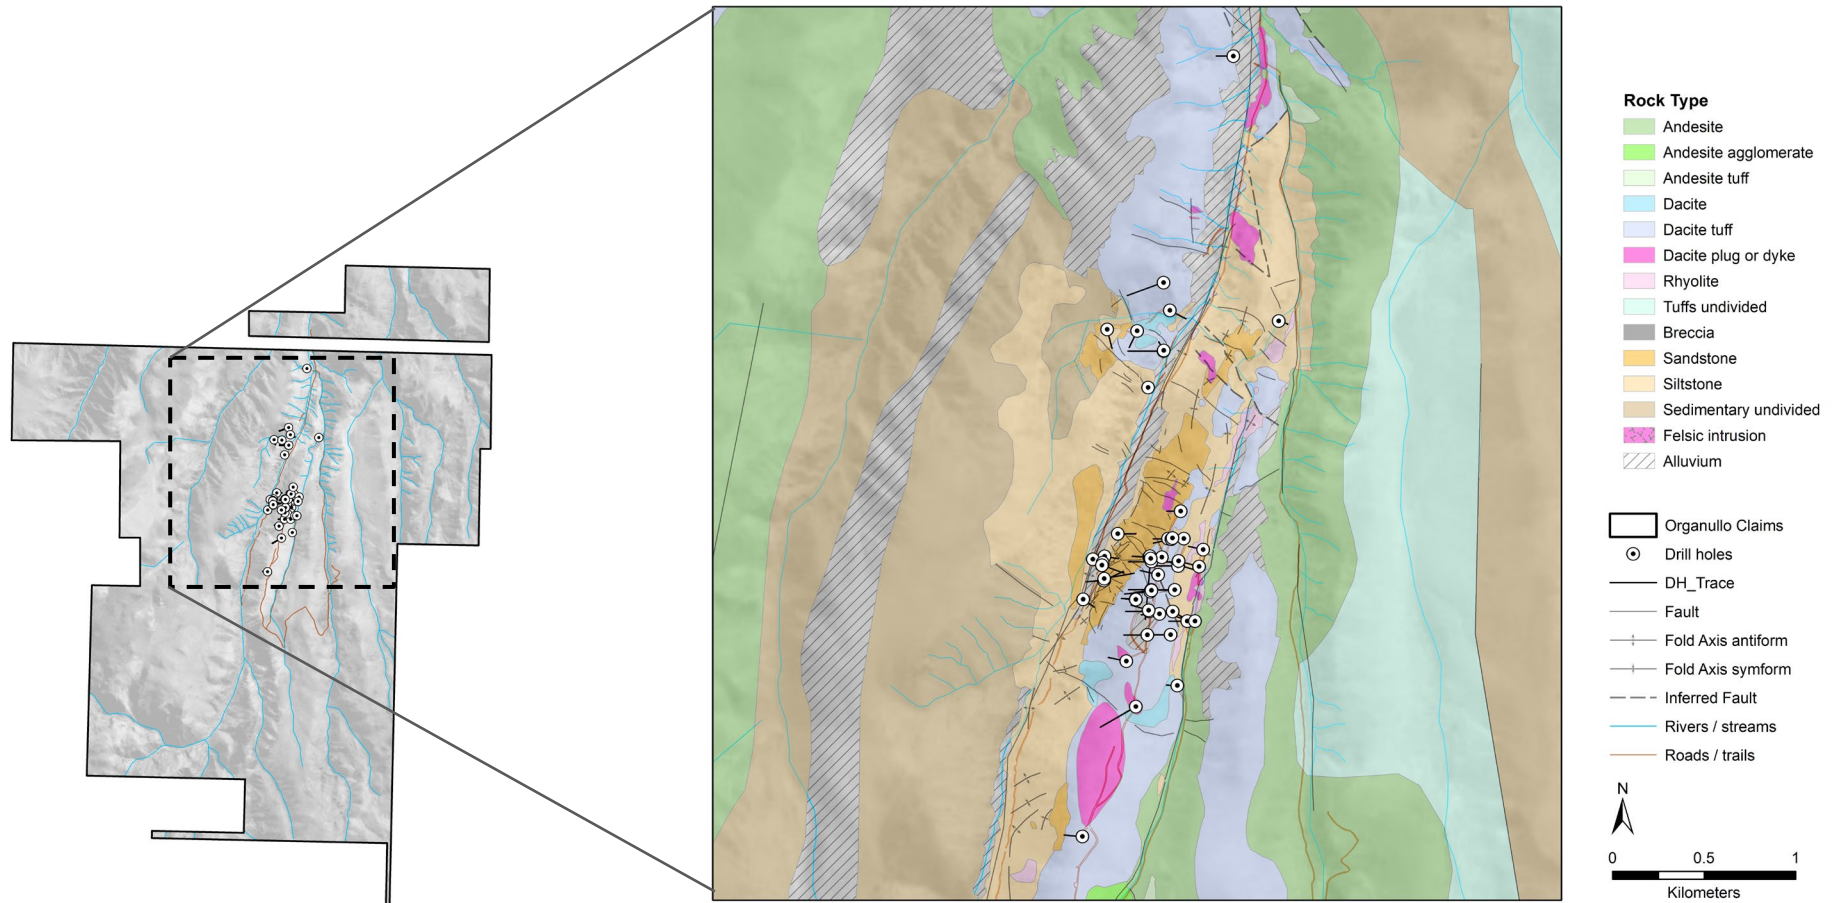 Rock Type
Andesite
Andesite agglomerate
Andesite tuff
Dacite
Dacite tuff
Dacite plug or dyke
Rhyolite
Tuffs undivided
Breccia
Sandstone
Siltstone
Sedimentary undivided
Felsic intrusion
Alluvium
Organullo Claims
Drill holes
DH_Trace
Fault
Fold Axis antiform
Fold Axis symform
Inferred Fault
Rivers / streams
Roads / trails
N
0 0.5 1
Kilometers